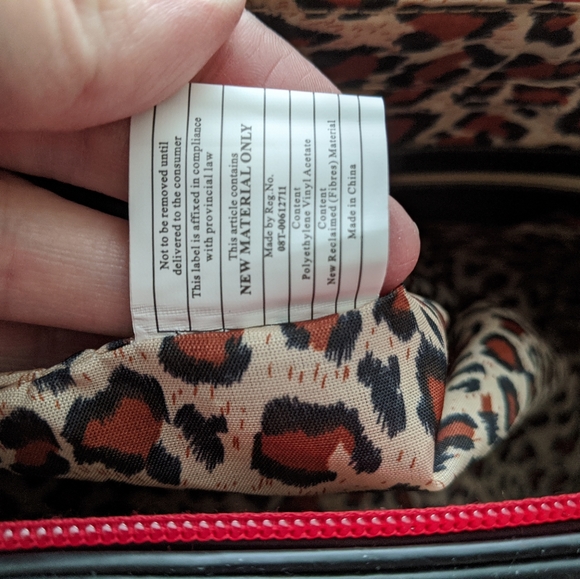 Not to be removed until
delivered to the consumer
This label is affixed in compliance
with provincial law
This article contains
NEW MATERIAL ONLY
Made by Reg.No.
08T-00612711
Content
Polyethylene Vinyl Acetate
Content
New Reclaimed (Fibres) Material
Made in China